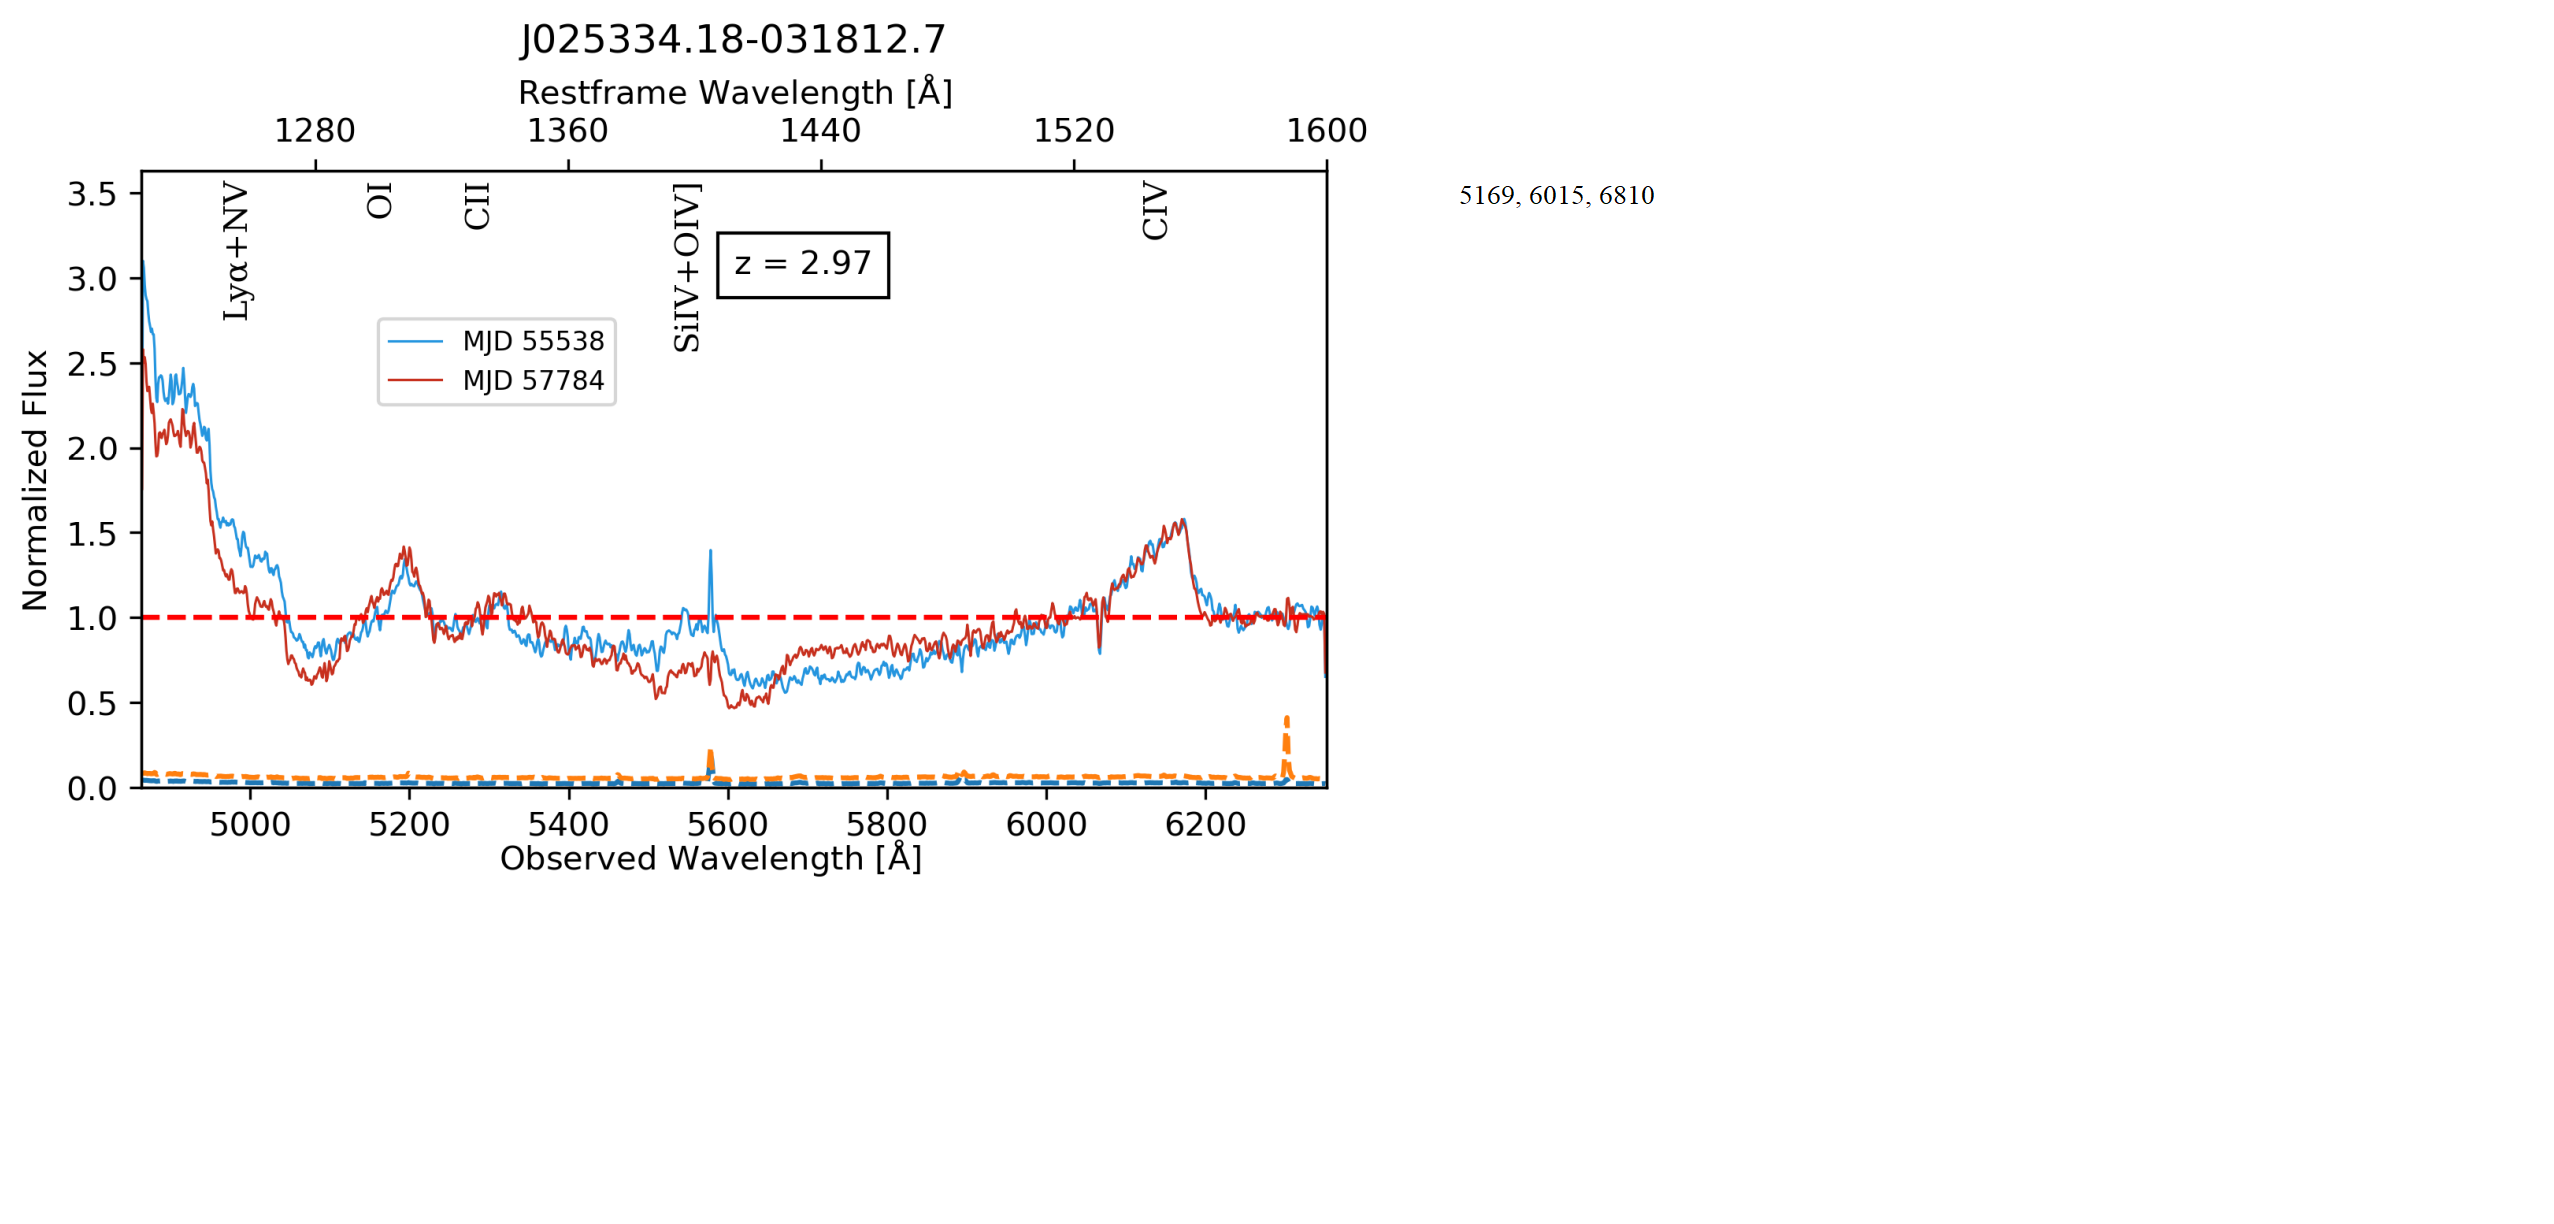 J025334.18-031812.7
Restframe Wavelength [Å]
1280 1360 1440 1520 1600
3.5
3.0
2.5
2.0
1.5
1.0
0.5
0.0
Normalized Flux
Lyα+NV
OI
CII
SiIV+OIV]
CIV
z = 2.97
MJD 55538
MJD 57784
5000 5200 5400 5600 5800 6000 6200
Observed Wavelength [Å]
5169, 6015, 6810